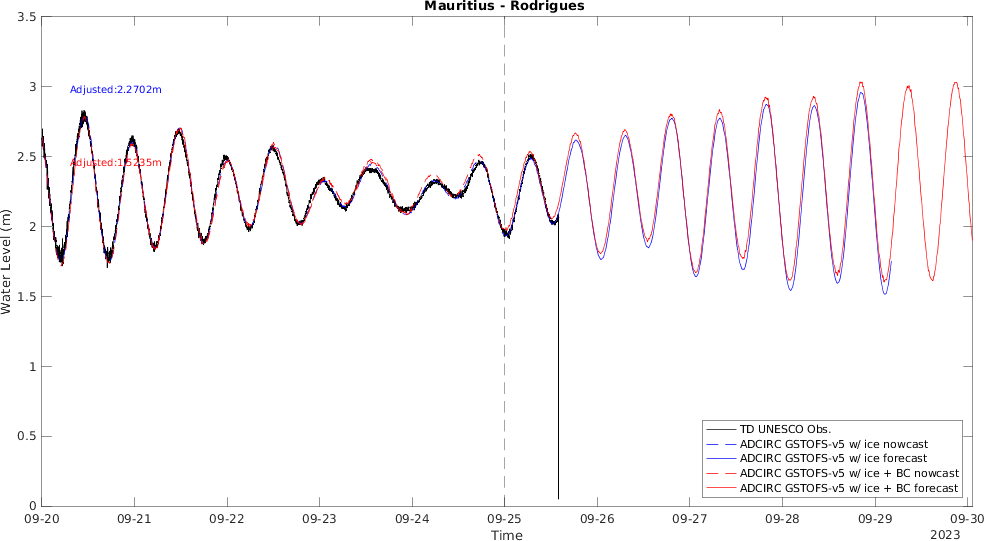 Mauritius - Rodrigues
Water Level (m)
3.5
3
2.5
2
1.5
1
0.5
0
Adjusted:2.2702m
Adjusted:1.5235m
TD UNESCO Obs.
ADCIRC GSTOFS-v5 w/ ice nowcast
ADCIRC GSTOFS-v5 w/ ice forecast
ADCIRC GSTOFS-v5 w/ ice + BC nowcast
ADCIRC GSTOFS-v5 w/ ice + BC forecast
09-20 09-21 09-22 09-23 09-24 09-25 09-26 09-27 09-28 09-29 09-30
Time
2023